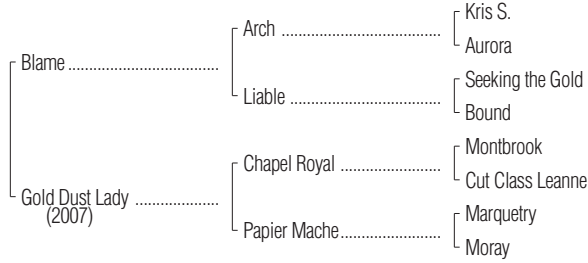 Kris S.
Arch ................................
Aurora
Blame ...............................
Seeking the Gold
Liable ..............................
Bound
Montbrook
Chapel Royal ....................
Cut Class Leanne
Gold Dust Lady .................
(2007)
Marquetry
Papier Mache....................
Moray